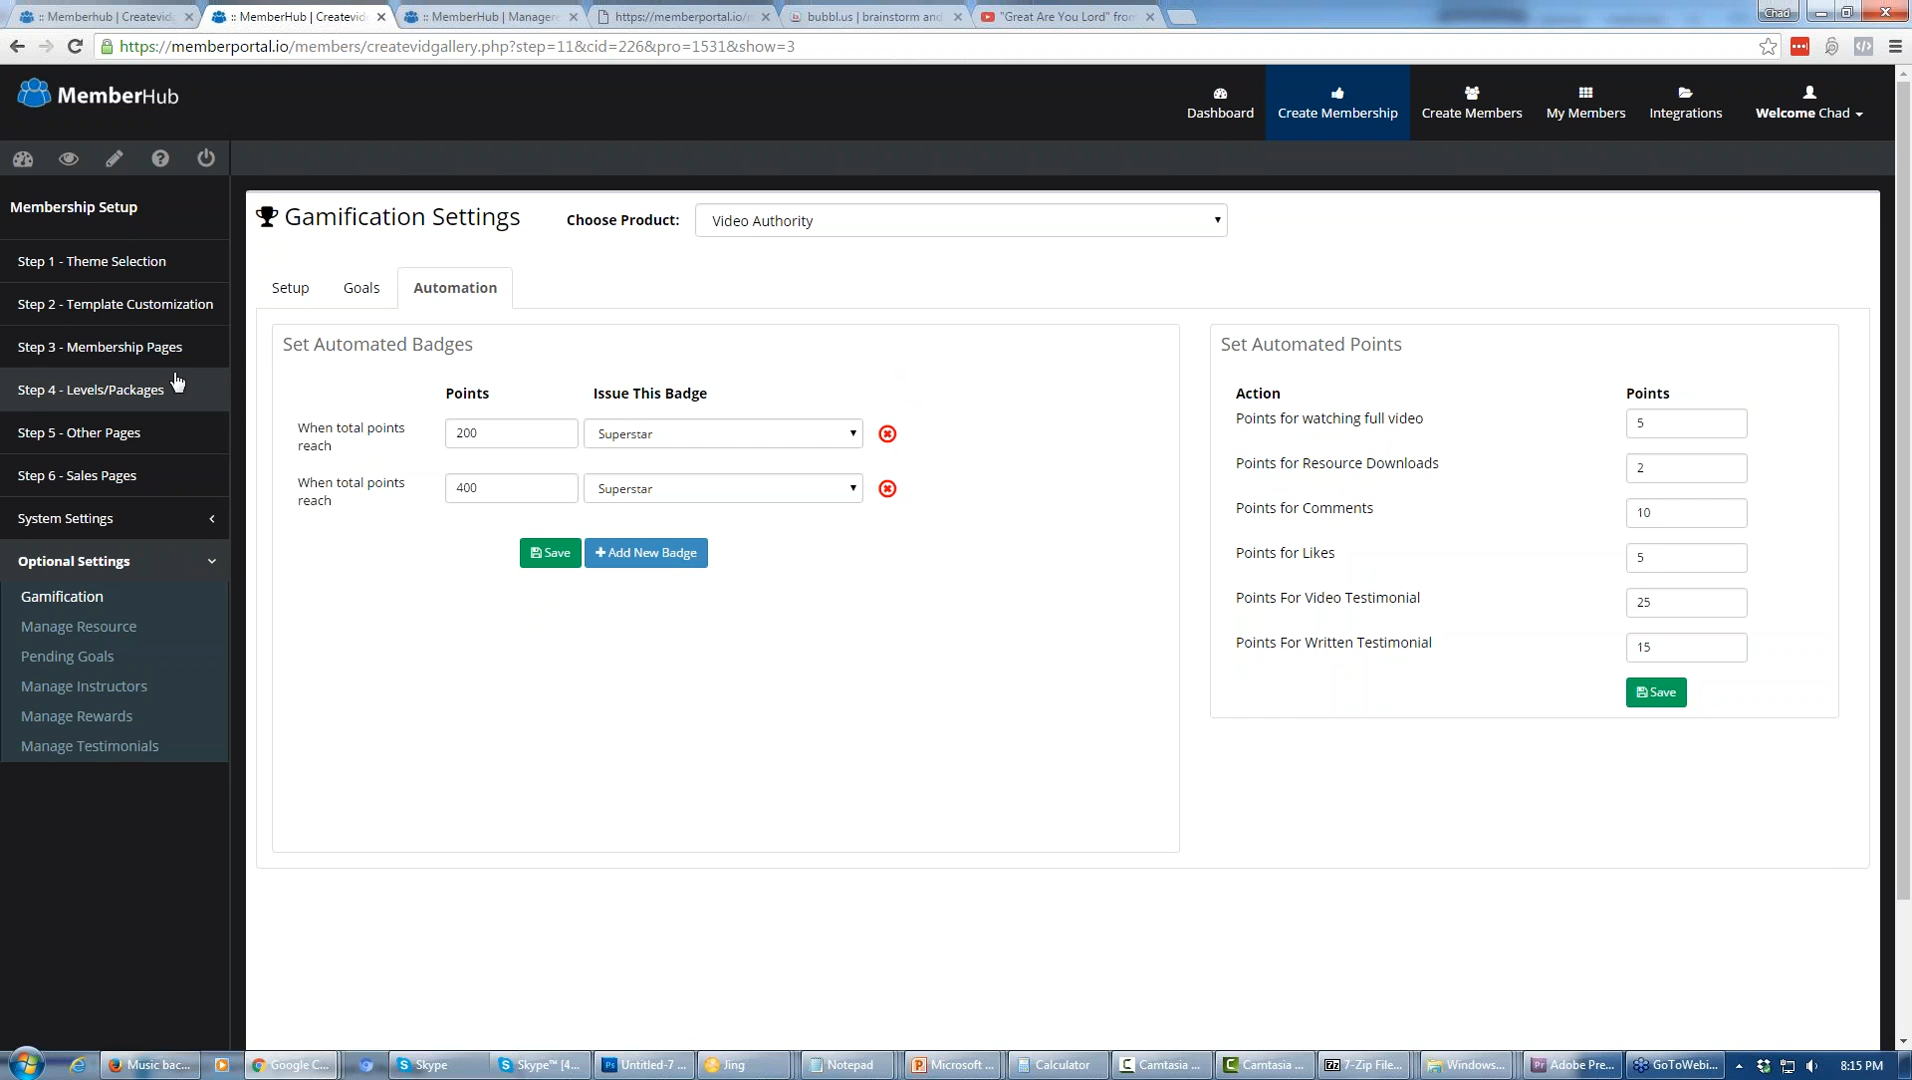 :: MemberHub | Createvid
:: MemberHub | Createvid
:: MemberHub | Managere
https://memberportal.io/m
bubbl.us | brainstorm and
"Great Are You Lord" from
Chad
https://memberportal.io/members/createvidgallery.php?step=11&cid=226&pro=1531&show=3
MemberHub
Dashboard
Create Membership
Create Members
My Members
Integrations
Welcome Chad
Membership Setup
Step 1 - Theme Selection
Step 2 - Template Customization
Step 3 - Membership Pages
Step 4 - Levels/Packages
Step 5 - Other Pages
Step 6 - Sales Pages
System Settings
Optional Settings
Gamification
Manage Resource
Pending Goals
Manage Instructors
Manage Rewards
Manage Testimonials
Gamification Settings
Choose Product:
Video Authority
Setup
Goals
Automation
Set Automated Badges
Points
Issue This Badge
When total points
reach
200
Superstar
When total points
reach
400
Superstar
Save
Add New Badge
Set Automated Points
Action
Points
Points for watching full video
5
Points for Resource Downloads
2
Points for Comments
10
Points for Likes
5
Points For Video Testimonial
25
Points For Written Testimonial
15
Save
Music bac...
Google C...
Skype
Skype™ [4...
Untitled-7 ...
Jing
Notepad
Microsoft ...
Calculator
Camtasia ...
Camtasia ...
7-Zip File...
Windows...
Adobe Pre...
GoToWebi...
8:15 PM